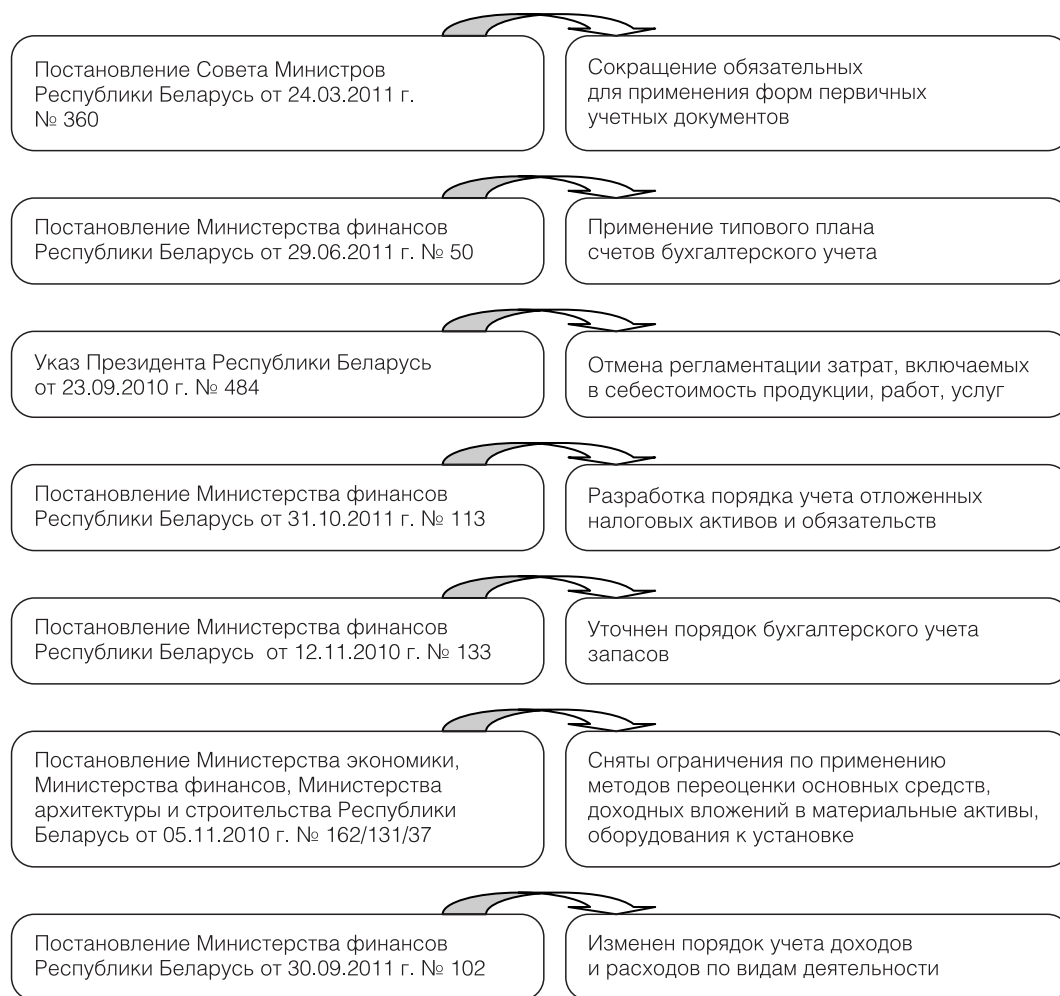 Постановление Совета Министров
Республики Беларусь от 24.03.2011 г.
№ 360
Сокращение обязательных
для применения форм первичных
учетных документов
Постановление Министерства финансов
Республики Беларусь от 29.06.2011 г. № 50
Применение типового плана
счетов бухгалтерского учета
Указ Президента Республики Беларусь
от 23.09.2010 г. № 484
Отмена регламентации затрат, включаемых
в себестоимость продукции, работ, услуг
Постановление Министерства финансов
Республики Беларусь от 31.10.2011 г. № 113
Разработка порядка учета отложенных
налоговых активов и обязательств
Постановление Министерства финансов
Республики Беларусь от 12.11.2010 г. № 133
Уточнен порядок бухгалтерского учета
запасов
Постановление Министерства экономики,
Министерства финансов, Министерства
архитектуры и строительства Республики
Беларусь от 05.11.2010 г. № 162/131/37
Сняты ограничения по применению
методов переоценки основных средств,
доходных вложений в материальные активы,
оборудования к установке
Постановление Министерства финансов
Республики Беларусь от 30.09.2011 г. № 102
Изменен порядок учета доходов
и расходов по видам деятельности